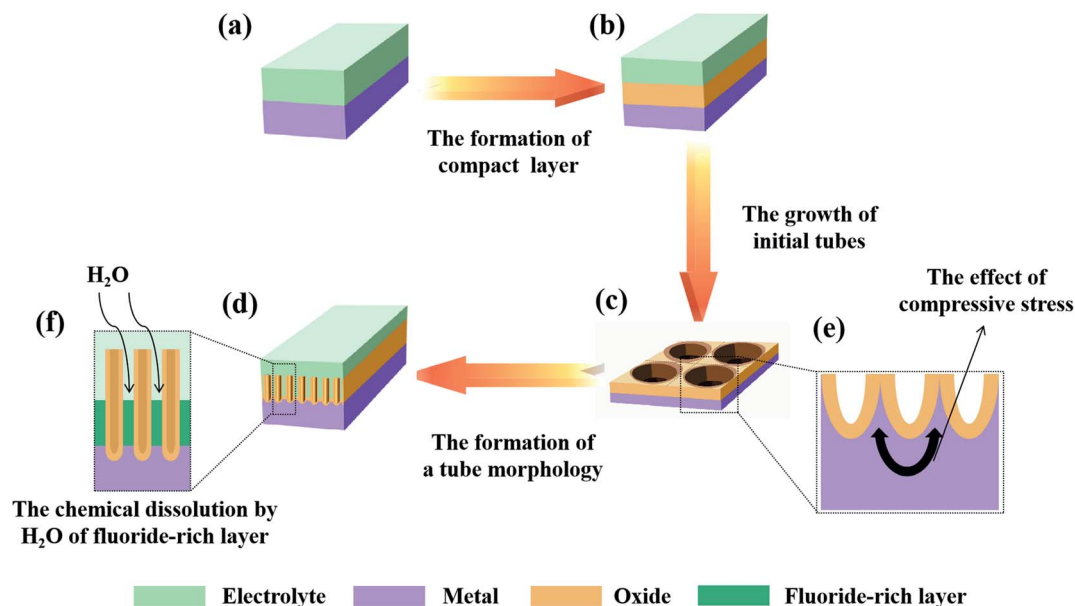 (a)
(b)
The formation of
compact layer
The growth of
initial tubes
The effect of
compressive stress
H₂O
(f)
(d)
(c)
(e)
The formation of
a tube morphology
The chemical dissolution by
H₂O of fluoride-rich layer
Electrolyte
Metal
Oxide
Fluoride-rich layer